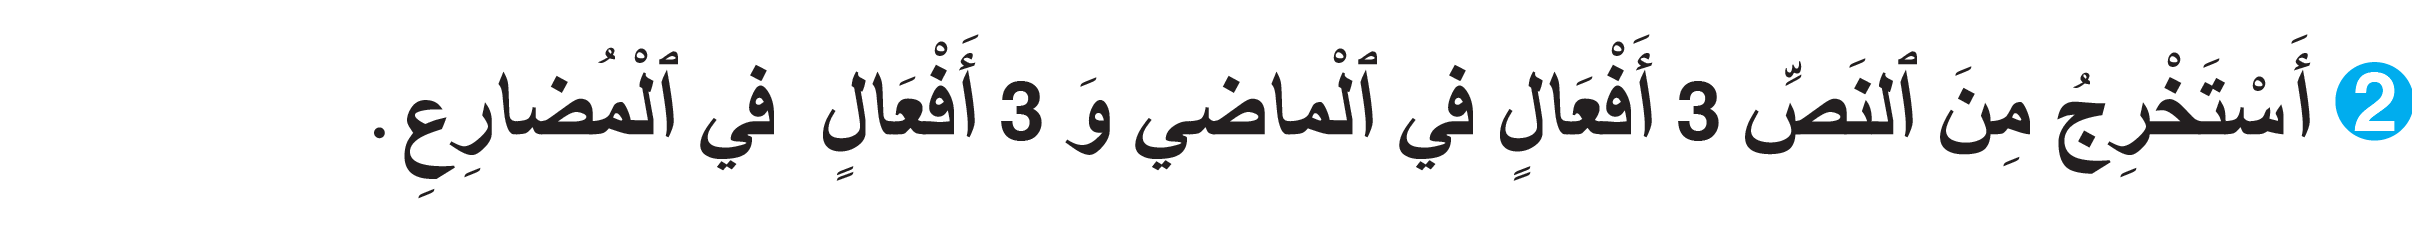 2 أَسْتَخْرِجُ مِنَ ٱلنَصِّ 3 أَفْعَالٍ في ٱلْماضي وَ 3 أَفْعَالٍ في ٱلْمُضارِعِ.